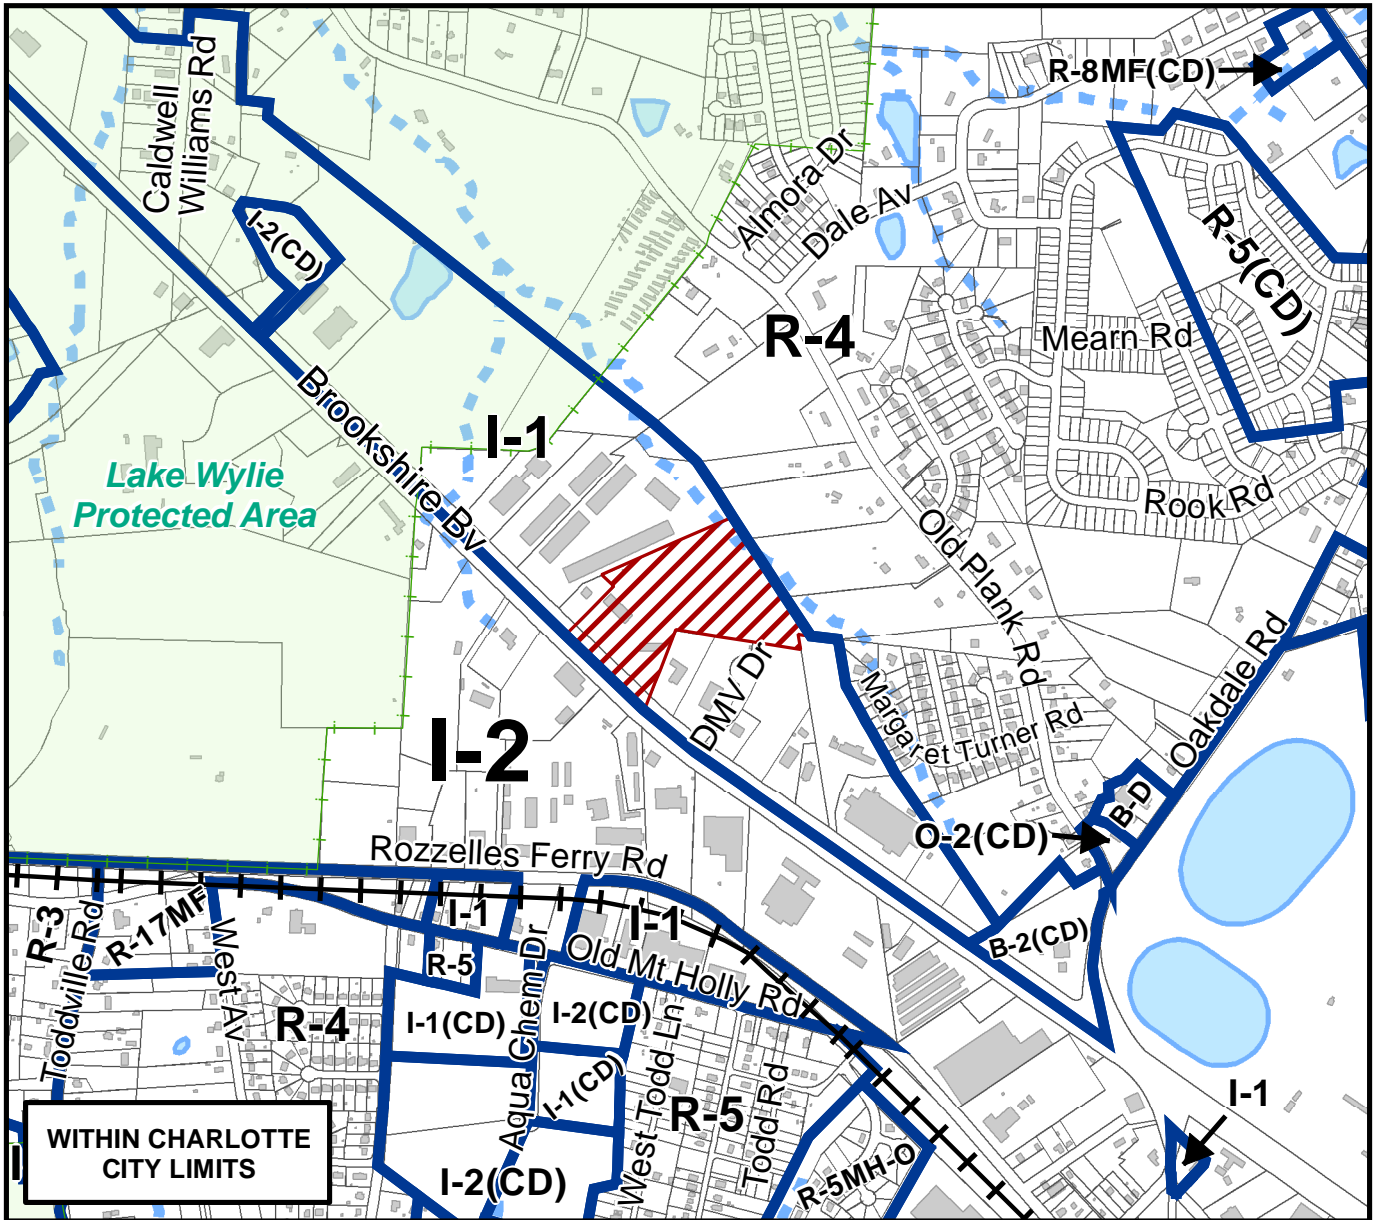 Caldwell
Williams Rd
R-8MF(CD)
I-2(CD)
Almora Dr
Dale Av
R-5(CD)
R-4
Mearn Rd
Brookshire Bv
I-1
Lake Wylie
Protected Area
Rook Rd
Old Plank Rd
Oakdale Rd
DMV Dr
Margaret Turner Rd
I-2
B-D
O-2(CD)
Rozzelles Ferry Rd
R-3
R-17MF
I-1
I-1
B-2(CD)
Toddville Rd
West Av
R-5
Old Mt Holly Rd
Aqua Chem Dr
R-4
I-1(CD)
I-2(CD)
I-1(CD)
West Todd Ln
R-5
Todd Rd
I-1
R-5MH-O
I-2(CD)
WITHIN CHARLOTTE
CITY LIMITS